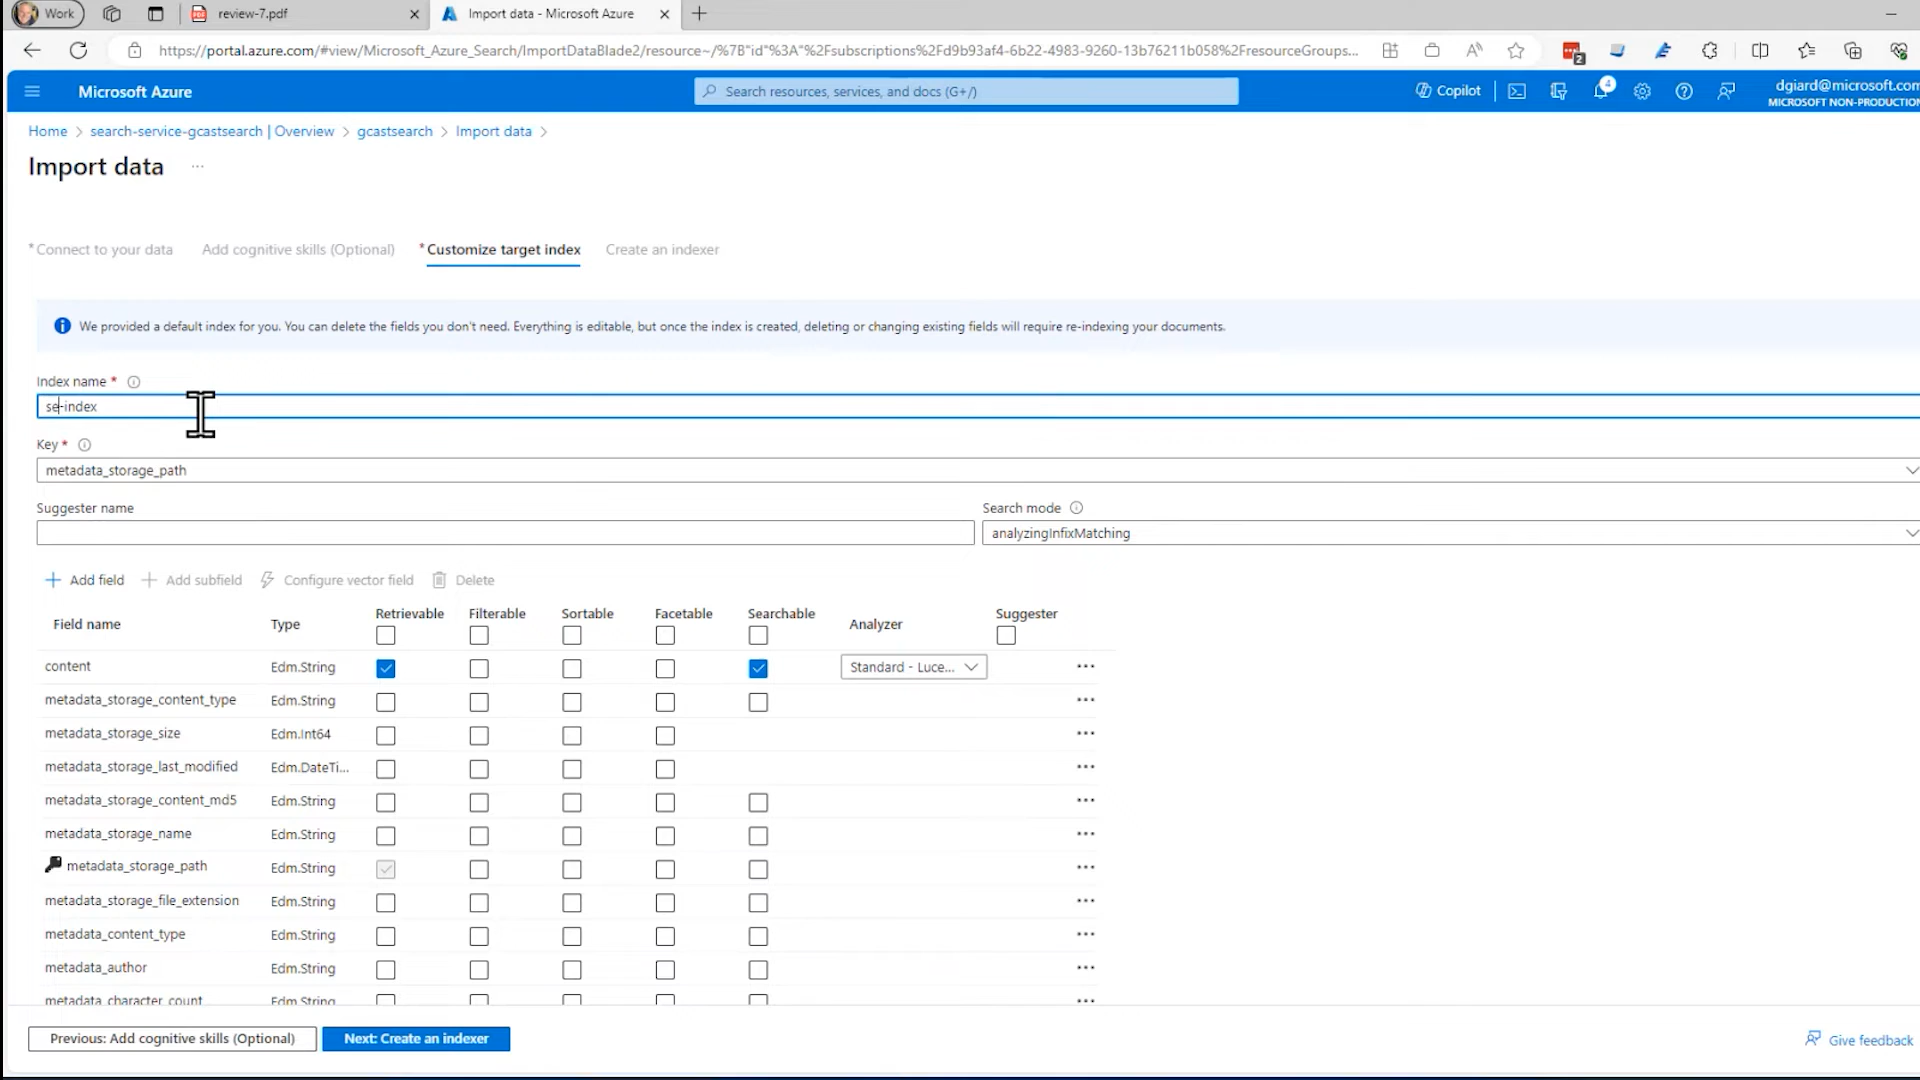 Work
review-7.pdf
Import data - Microsoft Azure
https://portal.azure.com/#view/Microsoft_Azure_Search/ImportDataBlade2/resource~/%7B"id"%3A"%2Fsubscriptions%2Fd9b93af4-6b22-4983-9260-13b76211b058%2FresourceGroups...
2
Microsoft Azure
Search resources, services, and docs (G+/)
Copilot
4
dgiard@microsoft.com
MICROSOFT NON-PRODUCTION
Home > search-service-gcastsearch | Overview > gcastsearch > Import data >
Import data ...
* Connect to your data Add cognitive skills (Optional) * Customize target index Create an indexer
We provided a default index for you. You can delete the fields you don't need. Everything is editable, but once the index is created, deleting or changing existing fields will require re-indexing your documents.
Index name *
se-index
Key *
metadata_storage_path
Suggester name Search mode
analyzingInfixMatching
Add field Add subfield Configure vector field Delete
Field name Type Retrievable Filterable Sortable Facetable Searchable Analyzer Suggester
content Edm.String Standard - Luce... ...
metadata_storage_content_type Edm.String ...
metadata_storage_size Edm.Int64 ...
metadata_storage_last_modified Edm.DateTi... ...
metadata_storage_content_md5 Edm.String ...
metadata_storage_name Edm.String ...
metadata_storage_path Edm.String ...
metadata_storage_file_extension Edm.String ...
metadata_content_type Edm.String ...
metadata_author Edm.String ...
metadata_character_count Edm.String ...
Previous: Add cognitive skills (Optional) Next: Create an indexer Give feedback